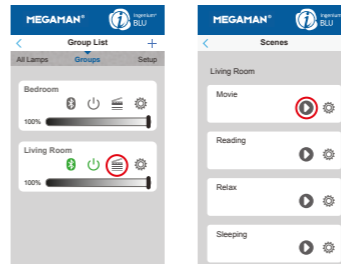 MEGAMAN® ingenium® BLU
Group List
All Lamps Groups Setup
Bedroom
100%
Living Room
100%
MEGAMAN® ingenium® BLU
Scenes
Living Room
Movie
Reading
Relax
Sleeping